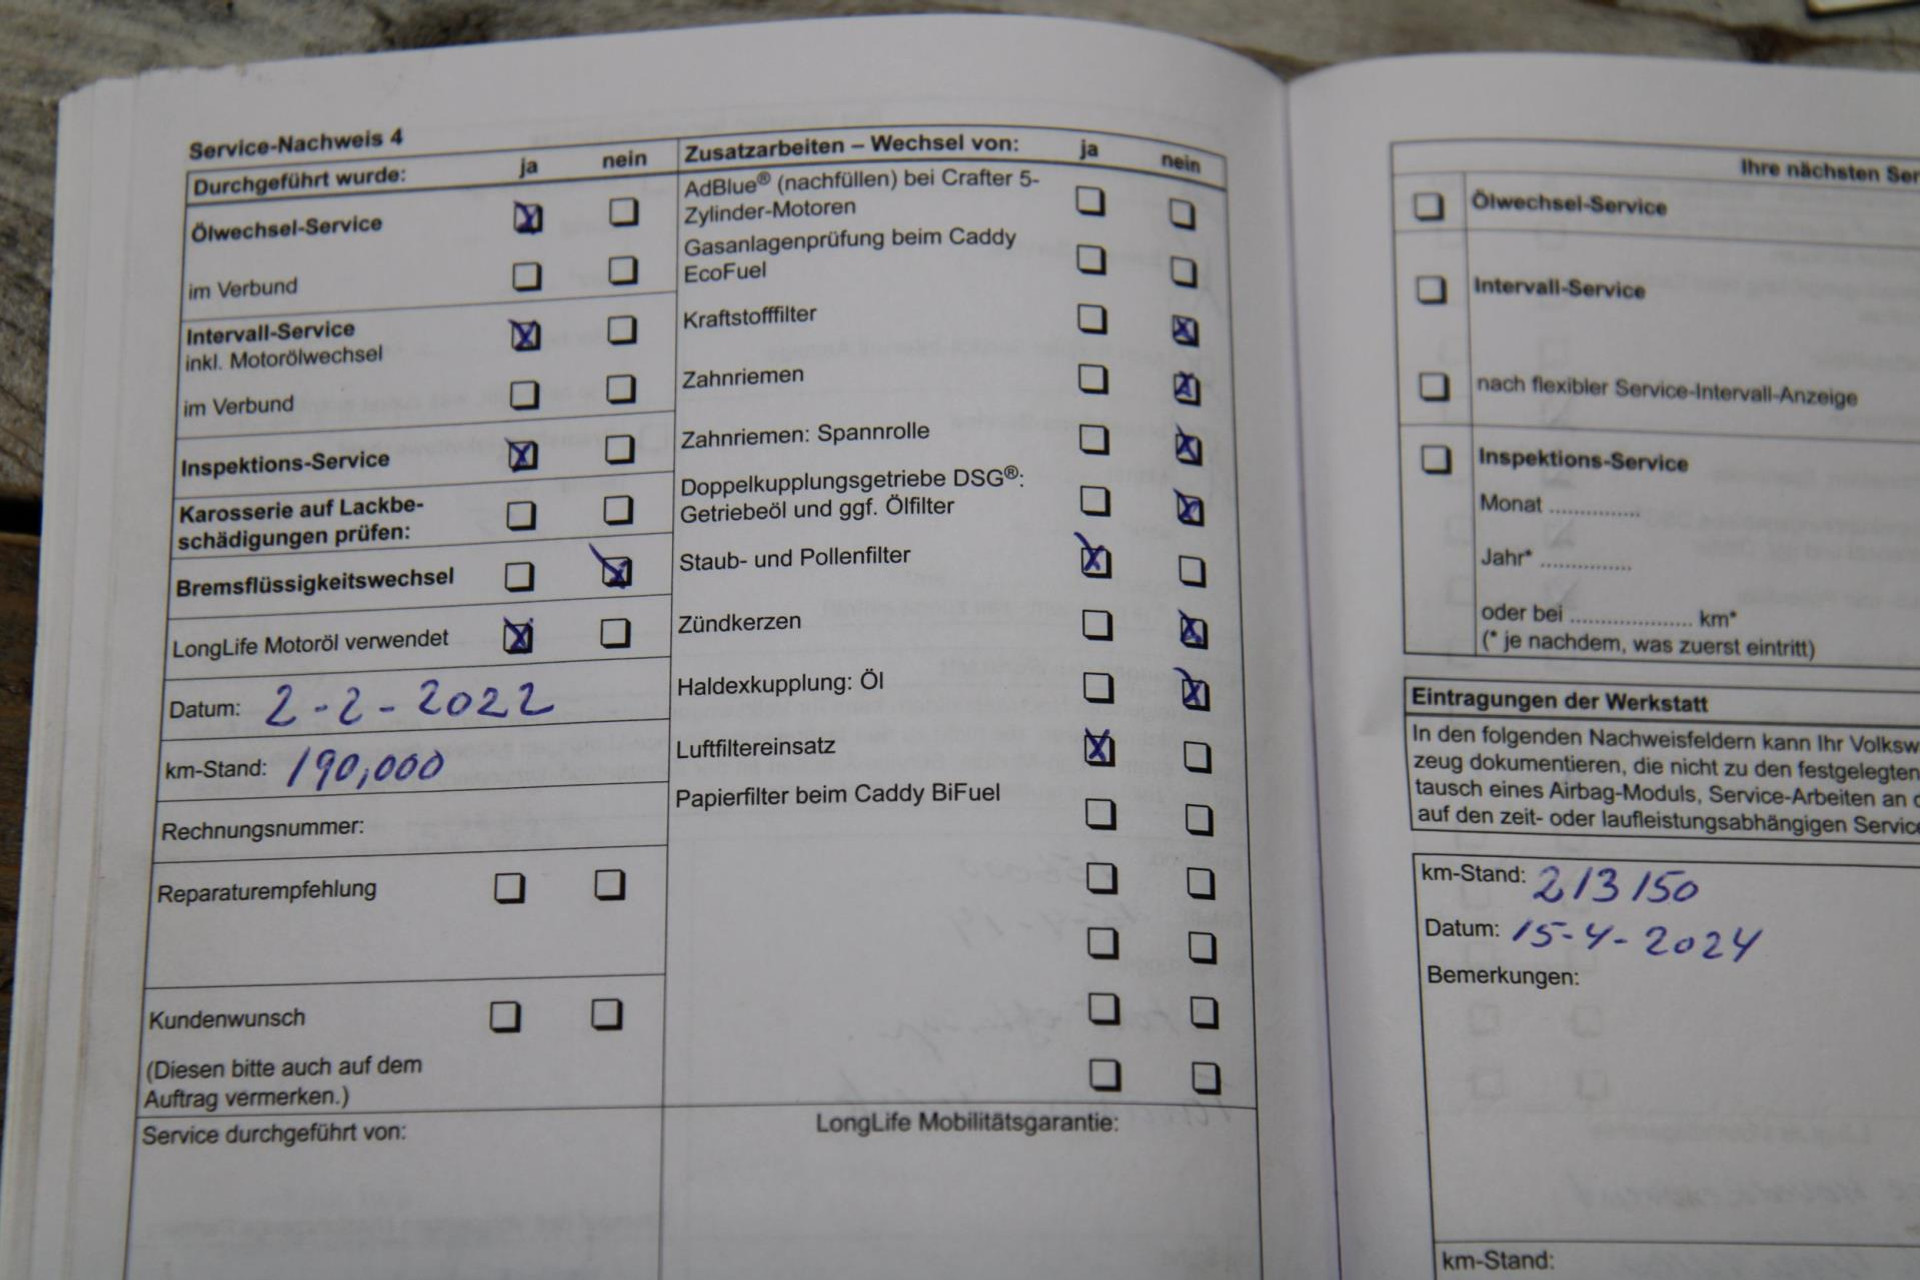 Service-Nachweis 4
Durchgeführt wurde: ja nein
Ölwechsel-Service
im Verbund
Intervall-Service
inkl. Motorölwechsel
im Verbund
Inspektions-Service
Karosserie auf Lackbe-
schädigungen prüfen:
Bremsflüssigkeitswechsel
LongLife Motoröl verwendet
Datum: 2-2-2022
km-Stand: 190,000
Rechnungsnummer:
Reparaturempfehlung
Kundenwunsch
(Diesen bitte auch auf dem
Auftrag vermerken.)
Service durchgeführt von:
Zusatzarbeiten – Wechsel von: ja nein
AdBlue® (nachfüllen) bei Crafter 5-
Zylinder-Motoren
Gasanlagenprüfung beim Caddy
EcoFuel
Kraftstofffilter
Zahnriemen
Zahnriemen: Spannrolle
Doppelkupplungsgetriebe DSG®:
Getriebeöl und ggf. Ölfilter
Staub- und Pollenfilter
Zündkerzen
Haldexkupplung: Öl
Luftfiltereinsatz
Papierfilter beim Caddy BiFuel
LongLife Mobilitätsgarantie:
Ihre nächsten Ser
Ölwechsel-Service
Intervall-Service
nach flexibler Service-Intervall-Anzeige
Inspektions-Service
Monat ..............
Jahr* ..............
oder bei .................... km*
(* je nachdem, was zuerst eintritt)
Eintragungen der Werkstatt
In den folgenden Nachweisfeldern kann Ihr Volksw
zeug dokumentieren, die nicht zu den festgelegten
tausch eines Airbag-Moduls, Service-Arbeiten an
auf den zeit- oder laufleistungsabhängigen Service
km-Stand: 213150
Datum: 15-4-2024
Bemerkungen:
km-Stand: